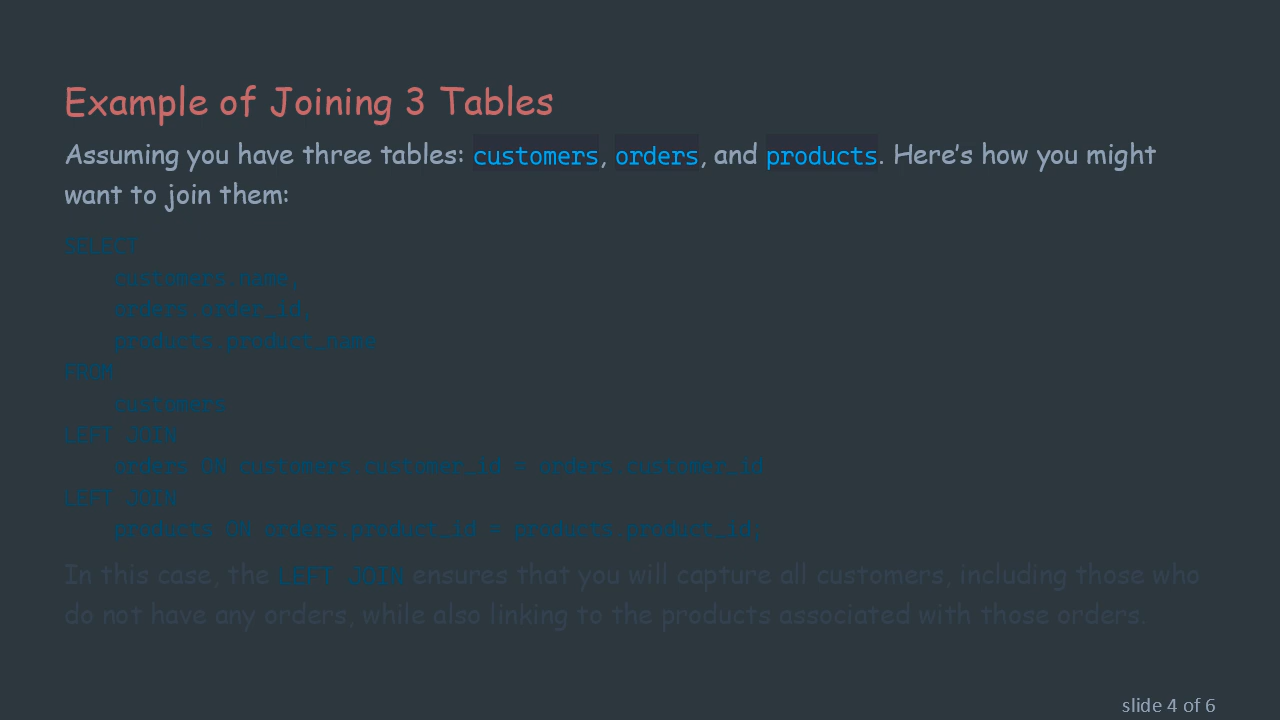 Example of Joining 3 Tables
Assuming you have three tables: customers, orders, and products. Here’s how you might
want to join them:
SELECT
    customers.name,
    orders.order_id,
    products.product_name
FROM
    customers
LEFT JOIN
    orders ON customers.customer_id = orders.customer_id
LEFT JOIN
    products ON orders.product_id = products.product_id;
In this case, the LEFT JOIN ensures that you will capture all customers, including those who
do not have any orders, while also linking to the products associated with those orders.
slide 4 of 6